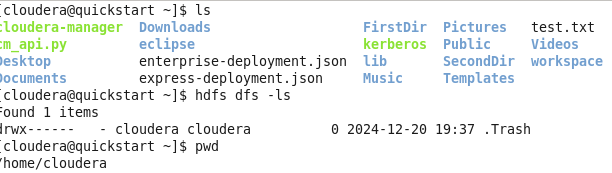 [cloudera@quickstart ~]$ ls
cloudera-manager  Downloads                   FirstDir  Pictures   test.txt
cm_api.py         eclipse                     kerberos  Public     Videos
Desktop           enterprise-deployment.json  lib       SecondDir  workspace
Documents         express-deployment.json     Music     Templates
[cloudera@quickstart ~]$ hdfs dfs -ls
Found 1 items
drwx------   - cloudera cloudera          0 2024-12-20 19:37 .Trash
[cloudera@quickstart ~]$ pwd
/home/cloudera